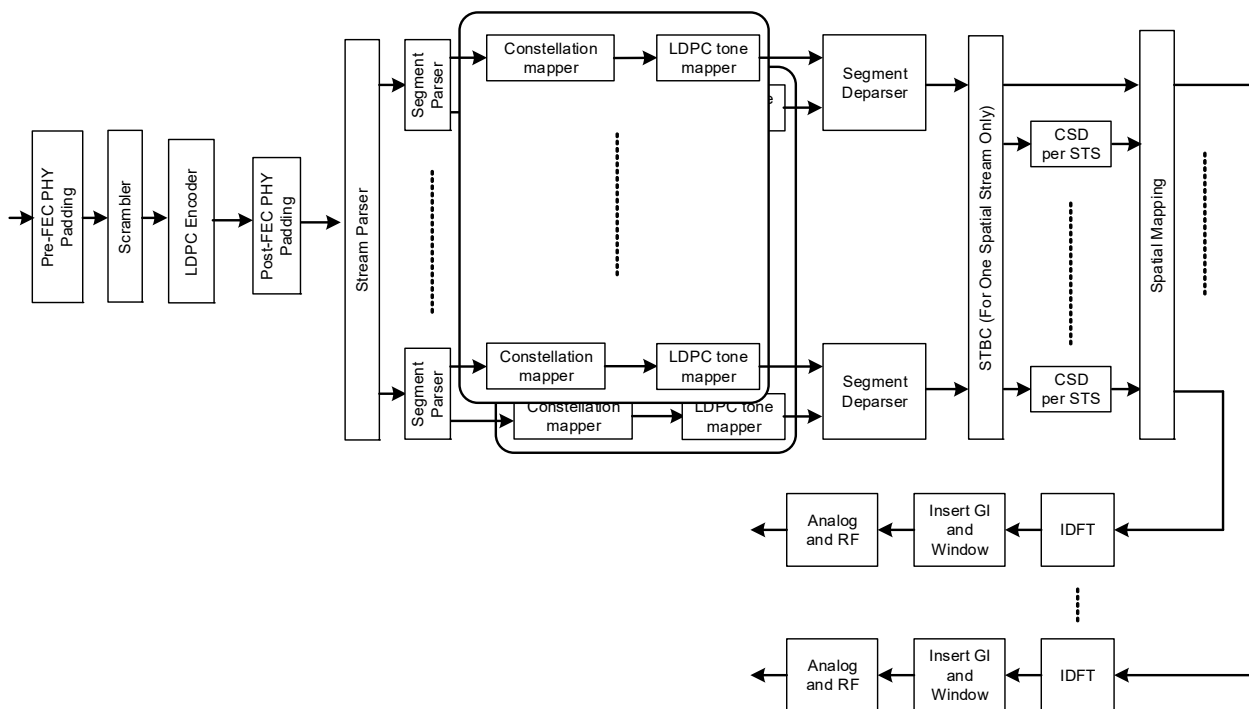 Pre-FEC PHY
Padding
Scrambler
LDPC Encoder
Post-FEC PHY
Padding
Stream Parser
Segment
Parser
Constellation
mapper
LDPC tone
mapper
Segment
Deparser
Segment
Parser
Constellation
mapper
LDPC tone
mapper
Constellation
mapper
LDPC tone
mapper
Segment
Deparser
STBC (For One Spatial Stream Only)
CSD
per STS
CSD
per STS
Spatial Mapping
Analog
and RF
Insert GI
and
Window
IDFT
Analog
and RF
Insert GI
and
Window
IDFT